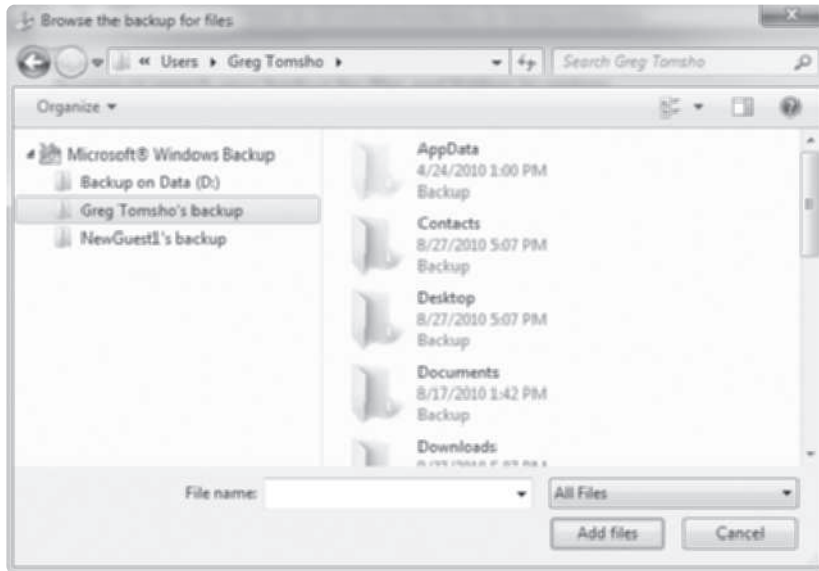 Browse the backup for files
« Users ▸ Greg Tomsho ▸
Search Greg Tomsho
Organize ▾
Microsoft® Windows Backup
Backup on Data (D:)
Greg Tomsho's backup
NewGuest1's backup
AppData
4/24/2010 1:00 PM
Backup
Contacts
8/27/2010 5:07 PM
Backup
Desktop
8/27/2010 5:07 PM
Backup
Documents
8/17/2010 1:42 PM
Backup
Downloads
File name:
All Files
Add files
Cancel